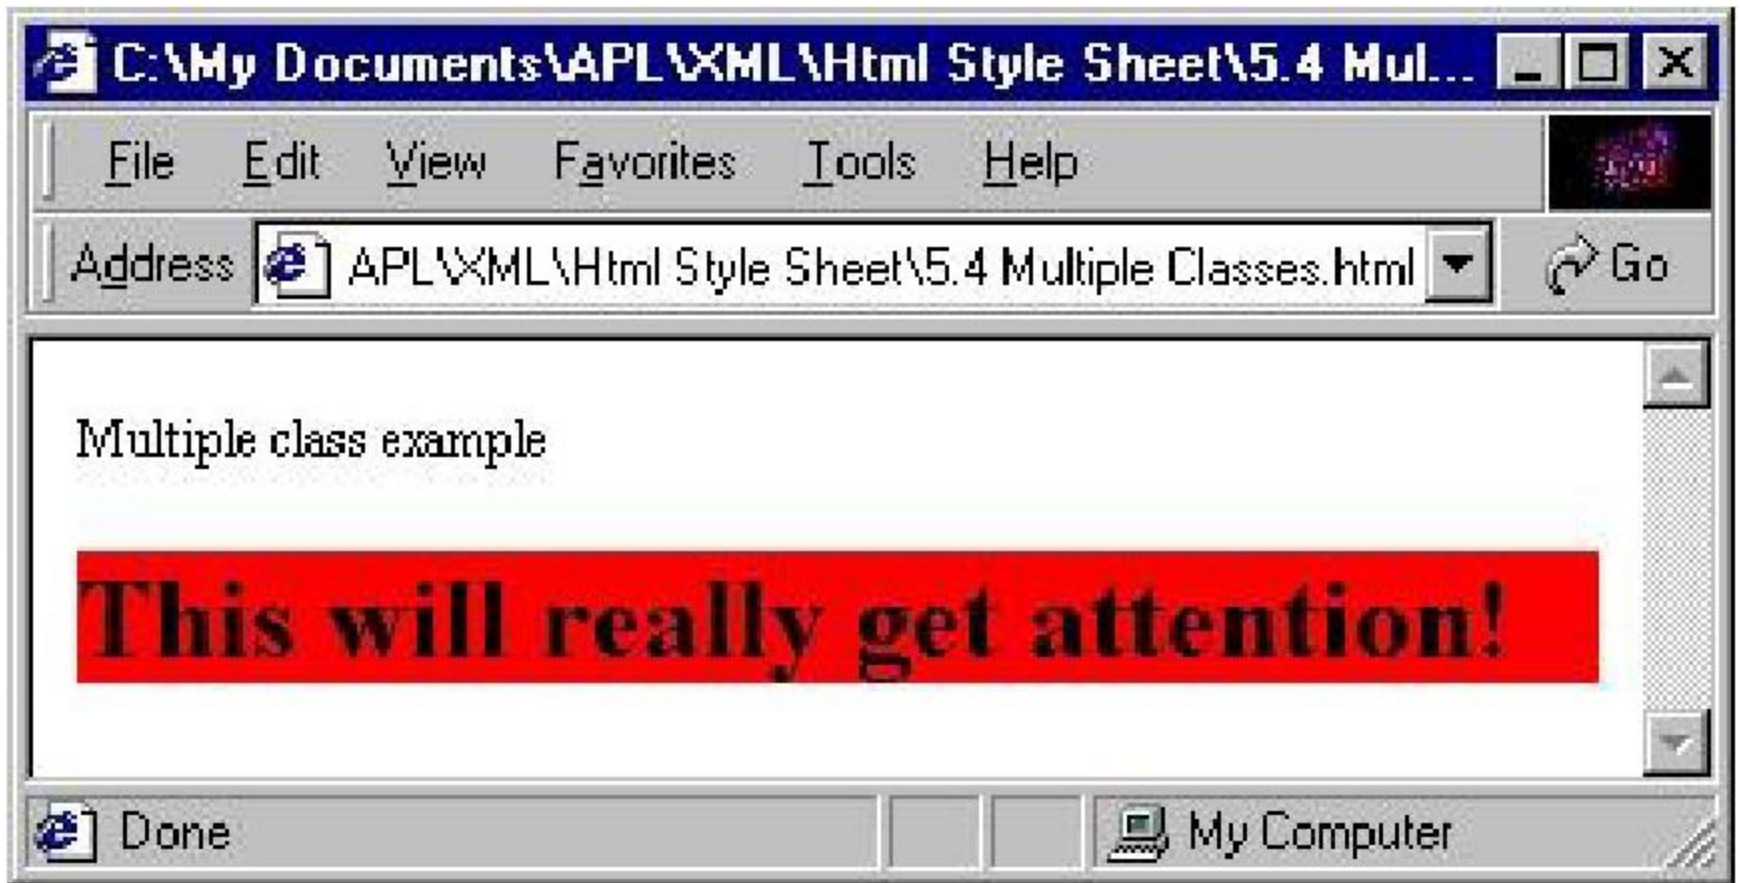 C:\My Documents\APL\XML\Html Style Sheet\5.4 Mul...
File Edit View Favorites Tools Help
Address APL\XML\Html Style Sheet\5.4 Multiple Classes.html Go
Multiple class example
This will really get attention!
Done My Computer